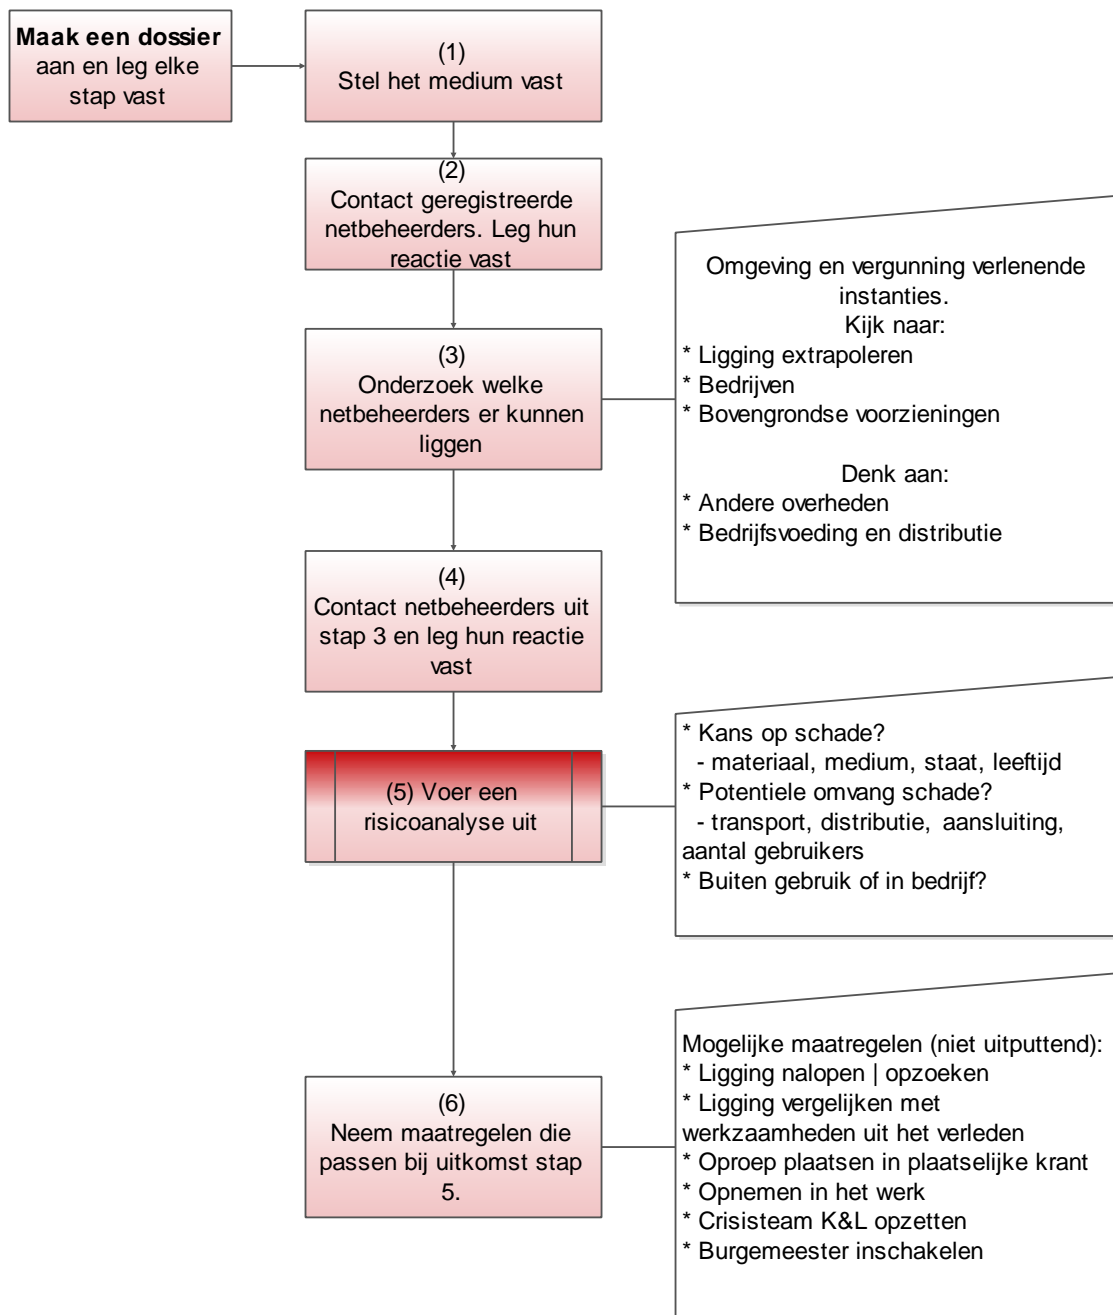 Maak een dossier
aan en leg elke
stap vast
(1)
Stel het medium vast
(2)
Contact geregistreerde
netbeheerders. Leg hun
reactie vast
(3)
Onderzoek welke
netbeheerders er kunnen
liggen
Omgeving en vergunning verlenende
instanties.
Kijk naar:
* Ligging extrapoleren
* Bedrijven
* Bovengrondse voorzieningen
Denk aan:
* Andere overheden
* Bedrijfsvoeding en distributie
(4)
Contact netbeheerders uit
stap 3 en leg hun reactie
vast
(5) Voer een
risicoanalyse uit
* Kans op schade?
- materiaal, medium, staat, leeftijd
* Potentiele omvang schade?
- transport, distributie, aansluiting,
aantal gebruikers
* Buiten gebruik of in bedrijf?
(6)
Neem maatregelen die
passen bij uitkomst stap
5.
Mogelijke maatregelen (niet uitputtend):
* Ligging nalopen | opzoeken
* Ligging vergelijken met
werkzaamheden uit het verleden
* Oproep plaatsen in plaatselijke krant
* Opnemen in het werk
* Crisisteam K&L opzetten
* Burgemeester inschakelen